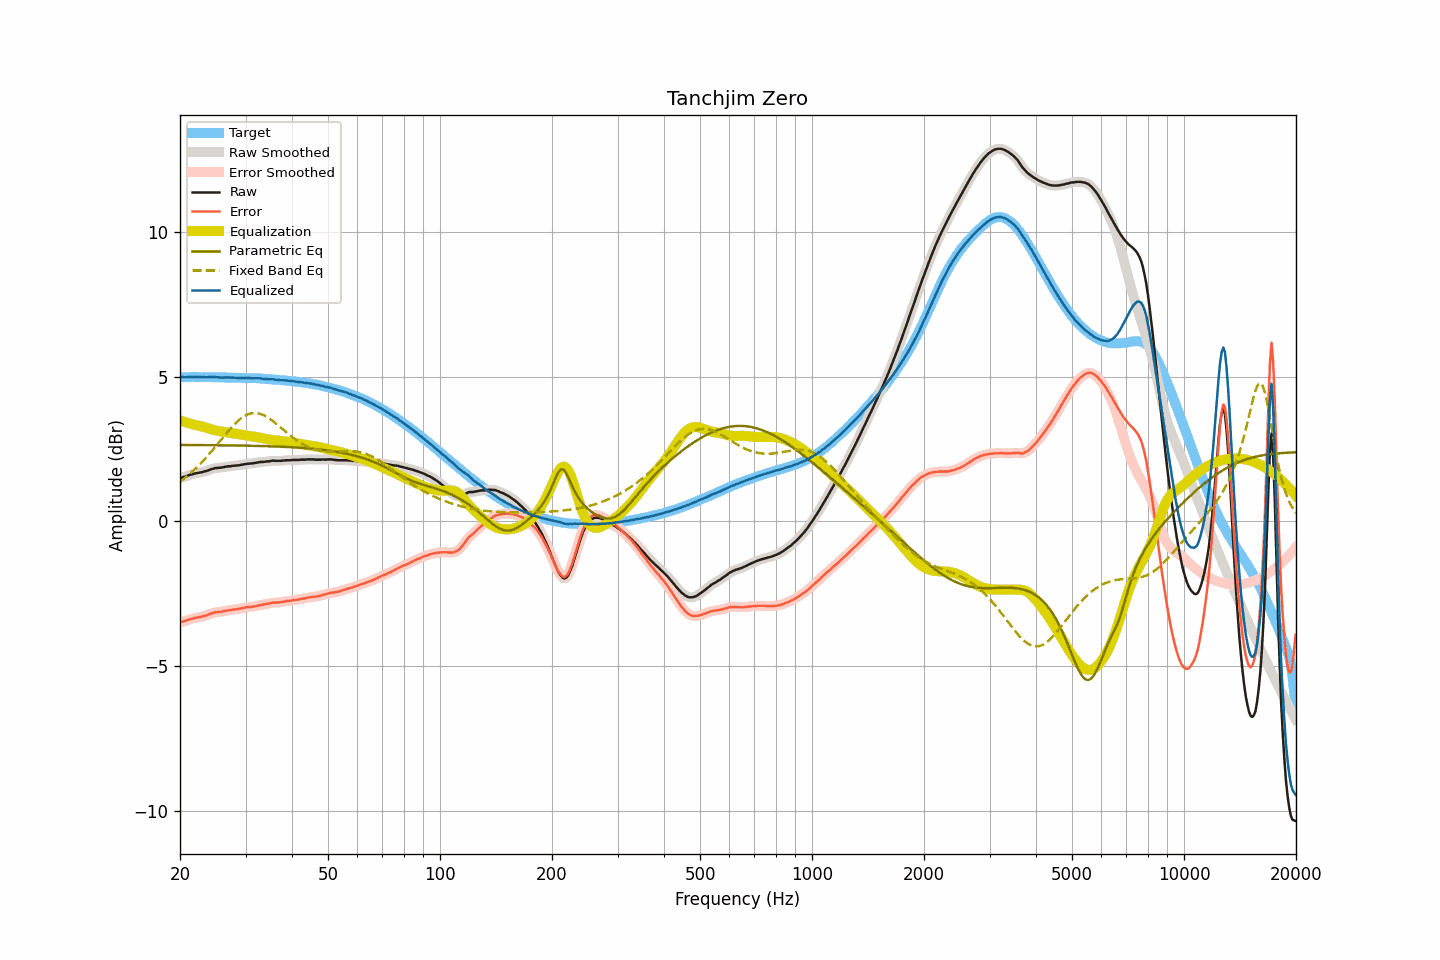 Tanchjim Zero
Target
Raw Smoothed
Error Smoothed
Raw
Error
Equalization
Parametric Eq
Fixed Band Eq
Equalized
10
5
0
−5
−10
Amplitude (dBr)
20 50 100 200 500 1000 2000 5000 10000 20000
Frequency (Hz)